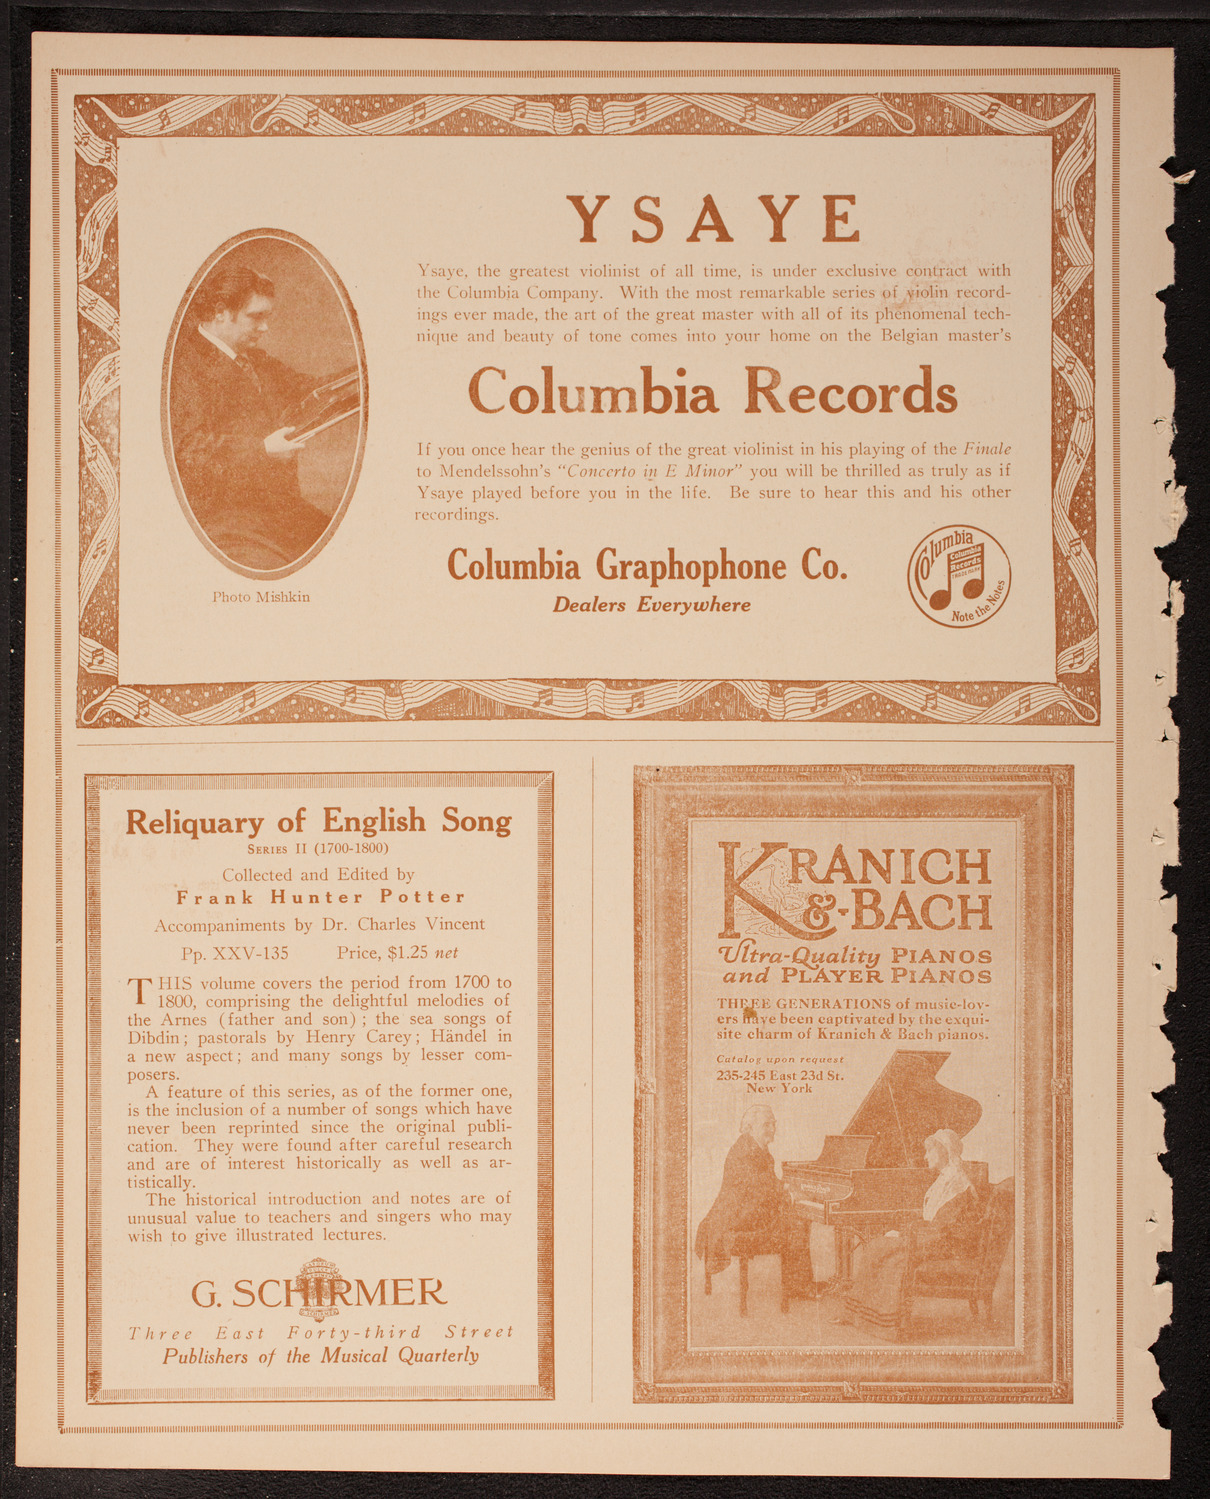 YSAYE
Ysaye, the greatest violinist of all time, is under exclusive contract with
the Columbia Company. With the most remarkable series of violin record-
ings ever made, the art of the great master with all of its phenomenal tech-
nique and beauty of tone comes into your home on the Belgian master's
Columbia Records
If you once hear the genius of the great violinist in his playing of the Finale
to Mendelssohn's "Concerto in E Minor" you will be thrilled as truly as if
Ysaye played before you in the life. Be sure to hear this and his other
recordings.
Columbia Graphophone Co.
Dealers Everywhere
Columbia
Columbia
Records
TRADE MARK
Note the Notes
Photo Mishkin
Reliquary of English Song
SERIES II (1700-1800)
Collected and Edited by
Frank Hunter Potter
Accompaniments by Dr. Charles Vincent
Pp. XXV-135 Price, $1.25 net
THIS volume covers the period from 1700 to
1800, comprising the delightful melodies of
the Arnes (father and son); the sea songs of
Dibdin; pastorals by Henry Carey; Händel in
a new aspect; and many songs by lesser com-
posers.
A feature of this series, as of the former one,
is the inclusion of a number of songs which have
never been reprinted since the original publi-
cation. They were found after careful research
and are of interest historically as well as ar-
tistically.
The historical introduction and notes are of
unusual value to teachers and singers who may
wish to give illustrated lectures.
G. SCHIRMER
Three East Forty-third Street
Publishers of the Musical Quarterly
KRANICH
&-BACH
Ultra-Quality PIANOS
and PLAYER PIANOS
THREE GENERATIONS of music-lov-
ers have been captivated by the exqui-
site charm of Kranich & Bach pianos.
Catalog upon request
235-245 East 23d St.
New York